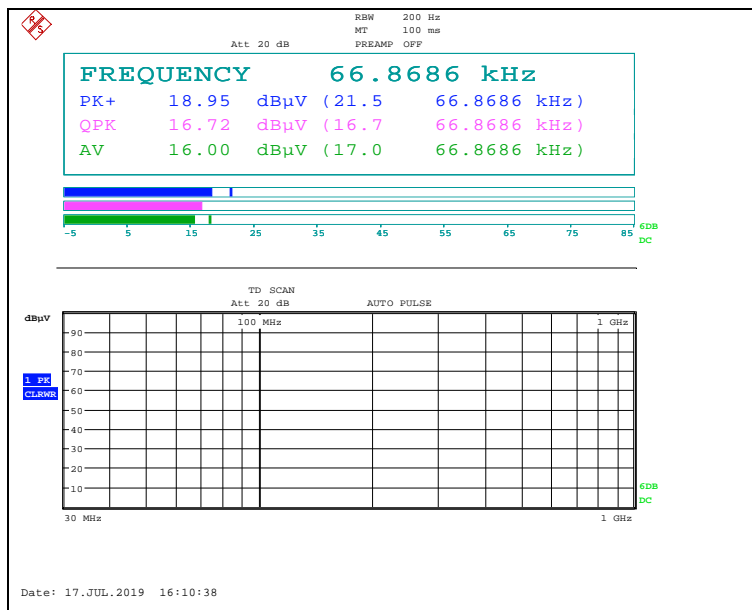 R S
RBW 200 Hz
MT 100 ms
Att 20 dB PREAMP OFF
FREQUENCY 66.8686 kHz
PK+ 18.95 dBµV (21.5 66.8686 kHz)
QPK 16.72 dBµV (16.7 66.8686 kHz)
AV 16.00 dBµV (17.0 66.8686 kHz)
-5 5 15 25 35 45 55 65 75 85
6DB
DC
TD SCAN
Att 20 dB AUTO PULSE
dBµV
100 MHz 1 GHz
90
80
70
1 PK
CLRWR
60
50
40
30
20
10
6DB
DC
30 MHz 1 GHz
Date: 17.JUL.2019 16:10:38